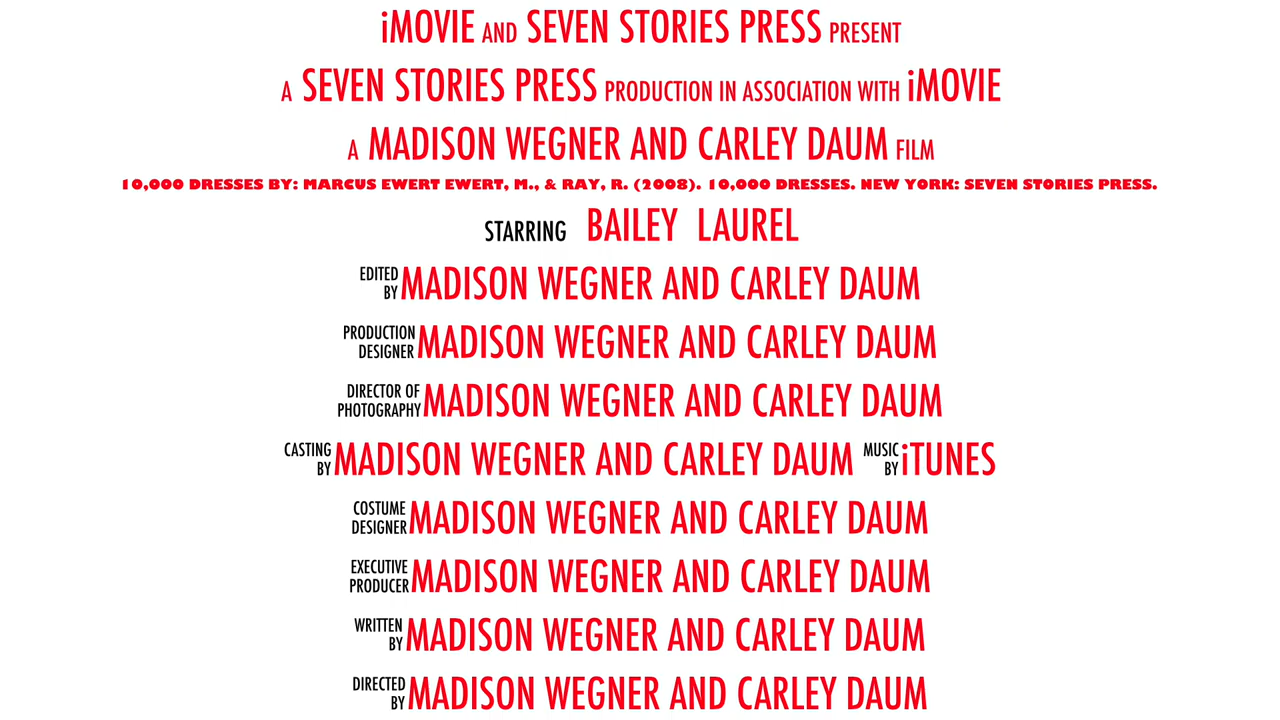 iMOVIE AND SEVEN STORIES PRESS PRESENT
A SEVEN STORIES PRESS PRODUCTION IN ASSOCIATION WITH iMOVIE
A MADISON WEGNER AND CARLEY DAUM FILM
10,000 DRESSES BY: MARCUS EWERT EWERT, M., & RAY, R. (2008). 10,000 DRESSES. NEW YORK: SEVEN STORIES PRESS.
STARRING BAILEY LAUREL
EDITED BY MADISON WEGNER AND CARLEY DAUM
PRODUCTION DESIGNER MADISON WEGNER AND CARLEY DAUM
DIRECTOR OF PHOTOGRAPHY MADISON WEGNER AND CARLEY DAUM
CASTING BY MADISON WEGNER AND CARLEY DAUM MUSIC BY iTUNES
COSTUME DESIGNER MADISON WEGNER AND CARLEY DAUM
EXECUTIVE PRODUCER MADISON WEGNER AND CARLEY DAUM
WRITTEN BY MADISON WEGNER AND CARLEY DAUM
DIRECTED BY MADISON WEGNER AND CARLEY DAUM